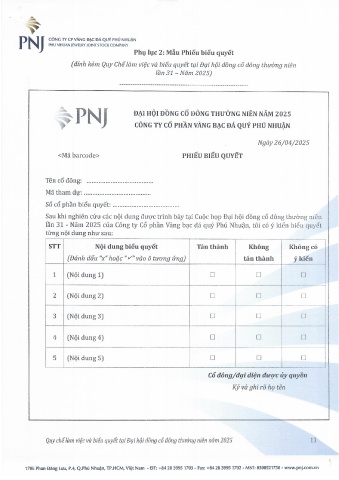 PNJ
CÔNG TY CP VÀNG BẠC ĐÁ QUÝ PHÚ NHUẬN
PHU NHUAN JEWELRY JOINT STOCK COMPANY
Phụ lục 2: Mẫu Phiếu biểu quyết
(đính kèm Quy Chế làm việc và biểu quyết tại Đại hội đồng cổ đông thường niên
lần 31 – Năm 2025)
PNJ
ĐẠI HỘI ĐỒNG CỔ ĐÔNG THƯỜNG NIÊN NĂM 2025
CÔNG TY CỔ PHẦN VÀNG BẠC ĐÁ QUÝ PHÚ NHUẬN
Ngày 26/04/2025
<Mã barcode> PHIẾU BIỂU QUYẾT
Tên cổ đông: ..............................
Mã tham dự: ..............................
Số cổ phần biểu quyết: ..............................
Sau khi nghiên cứu các nội dung được trình bày tại Cuộc họp Đại hội đồng cổ đông thường niên
lần 31 - Năm 2025 của Công ty Cổ phần Vàng bạc đá quý Phú Nhuận, tôi có ý kiến biểu quyết
từng nội dung như sau:
STT Nội dung biểu quyết Tán thành Không Không có
(Đánh dấu "x" hoặc "✓" vào ô tương ứng) tán thành ý kiến
1 (Nội dung 1) ☐ ☐ ☐
2 (Nội dung 2) ☐ ☐ ☐
3 (Nội dung 3) ☐ ☐ ☐
4 (Nội dung 4) ☐ ☐ ☐
5 (Nội dung 5) ☐ ☐ ☐
Cổ đông/đại diện được ủy quyền
Ký và ghi rõ họ tên
Quy chế làm việc và biểu quyết tại Đại hội đồng cổ đông thường niên năm 2025 13
170E Phan Đăng Lưu, P.4, Q.Phú Nhuận, TP.HCM, Việt Nam - ĐT: +84 28 3995 1703 - Fax: +84 28 3995 1702 - MST: 0300521758 - www.pnj.com.vn